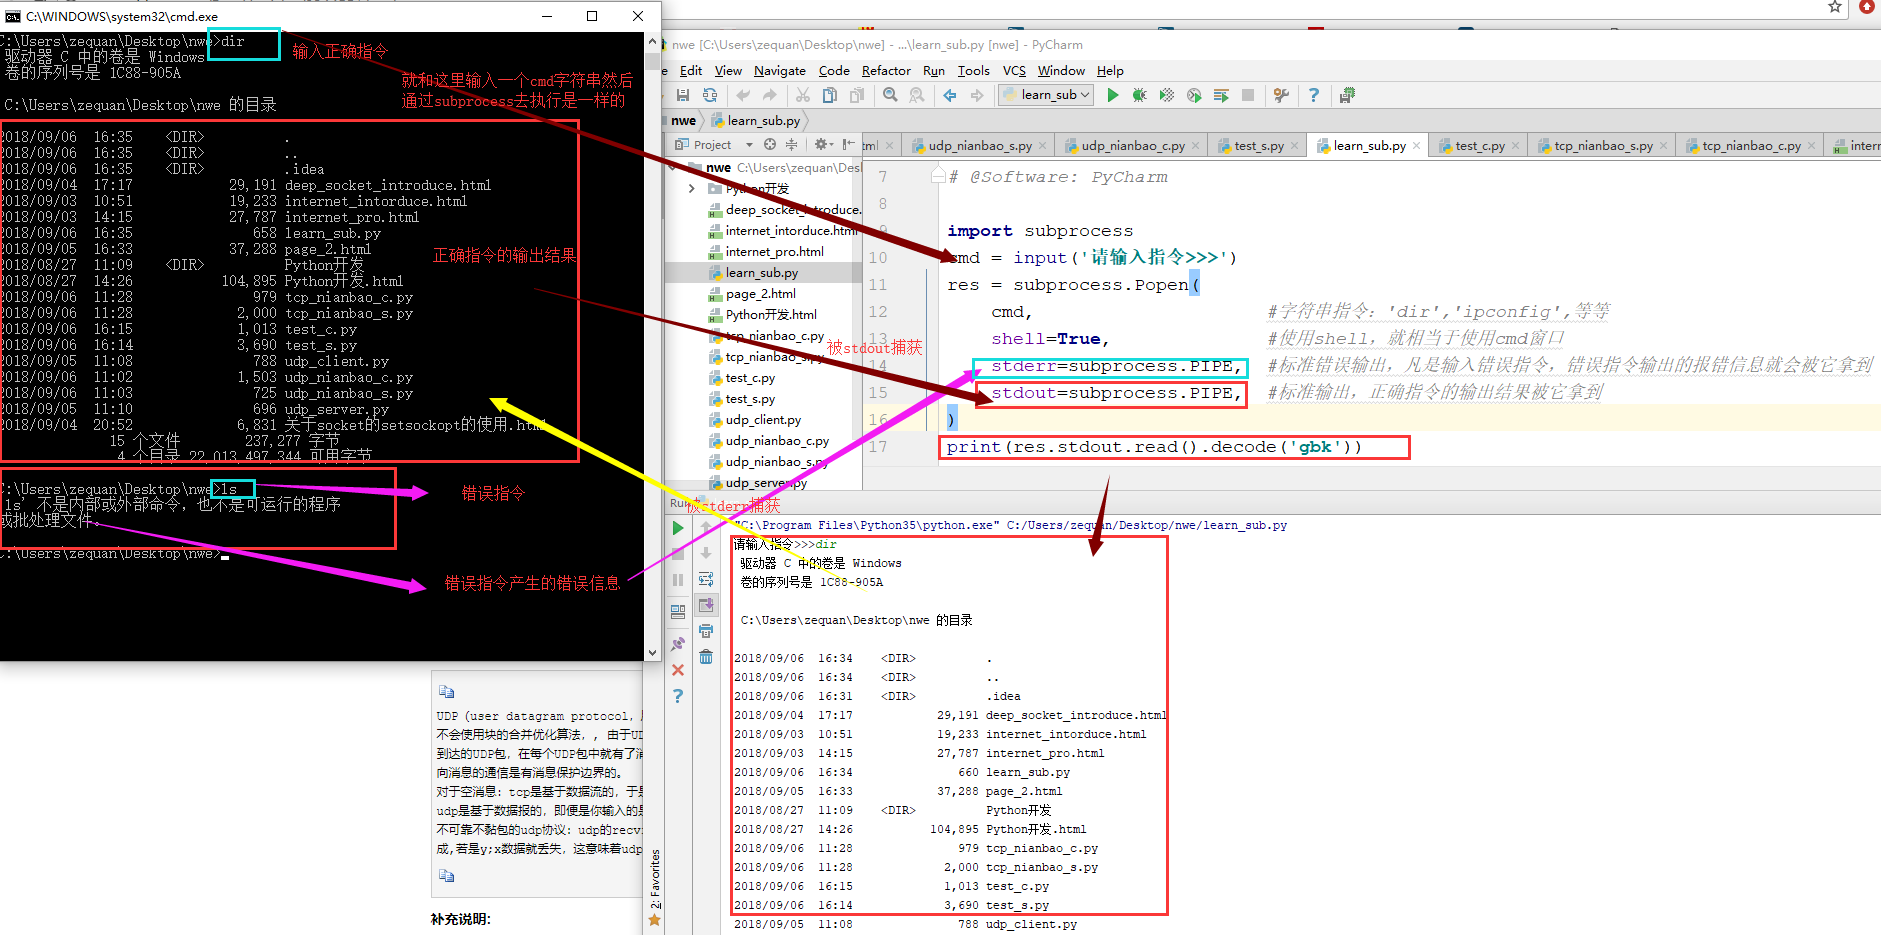 C:\WINDOWS\system32\cmd.exe
C:\Users\zequan\Desktop\nwe>dir
驱动器 C 中的卷是 Windows
卷的序列号是 1C88-905A
C:\Users\zequan\Desktop\nwe 的目录
2018/09/06 16:35 <DIR> .
2018/09/06 16:35 <DIR> ..
2018/09/06 16:35 <DIR> .idea
2018/09/04 17:17 29,191 deep_socket_introduce.html
2018/09/03 10:51 19,233 internet_intorduce.html
2018/09/03 14:15 27,787 internet_pro.html
2018/09/06 16:35 658 learn_sub.py
2018/09/05 16:33 37,288 page_2.html
2018/08/27 11:09 <DIR> Python开发
2018/08/27 14:26 104,895 Python开发.html
2018/09/06 11:28 979 tcp_nianbao_c.py
2018/09/06 11:28 2,000 tcp_nianbao_s.py
2018/09/06 16:15 1,013 test_c.py
2018/09/06 16:14 3,690 test_s.py
2018/09/05 11:08 788 udp_client.py
2018/09/06 11:02 1,503 udp_nianbao_c.py
2018/09/06 11:03 725 udp_nianbao_s.py
2018/09/05 11:10 696 udp_server.py
2018/09/04 20:52 6,831 关于socket的setsockopt的使用.html
15 个文件 237,277 字节
4 个目录 22,013,497,344 可用字节
C:\Users\zequan\Desktop\nwe>ls
'ls' 不是内部或外部命令，也不是可运行的程序
或批处理文件。
C:\Users\zequan\Desktop\nwe>
输入正确指令
就和这里输入一个cmd字符串然后
通过subprocess去执行是一样的
正确指令的输出结果
错误指令
错误指令产生的错误信息
被stdout捕获
被stderr捕获
nwe [C:\Users\zequan\Desktop\nwe] - ...\learn_sub.py [nwe] - PyCharm
Edit View Navigate Code Refactor Run Tools VCS Window Help
learn_sub
nwe learn_sub.py
Project
tml udp_nianbao_s.py udp_nianbao_c.py test_s.py learn_sub.py test_c.py tcp_nianbao_s.py tcp_nianbao_c.py intern
nwe C:\Users\zequan\Desk
Python开发
deep_socket_introduce.
internet_intorduce.html
internet_pro.html
learn_sub.py
page_2.html
Python开发.html
tcp_nianbao_c.py
tcp_nianbao_s.py
test_c.py
test_s.py
udp_client.py
udp_nianbao_c.py
udp_nianbao_s.py
udp_server.py
7 # @Software: PyCharm
8
9 import subprocess
10 cmd = input('请输入指令>>>')
11 res = subprocess.Popen(
12 cmd, #字符串指令：'dir','ipconfig',等等
13 shell=True, #使用shell，就相当于使用cmd窗口
14 stderr=subprocess.PIPE, #标准错误输出，凡是输入错误指令，错误指令输出的报错信息就会被它拿到
15 stdout=subprocess.PIPE, #标准输出，正确指令的输出结果被它拿到
16 )
17 print(res.stdout.read().decode('gbk'))
Run
"C:\Program Files\Python35\python.exe" C:/Users/zequan/Desktop/nwe/learn_sub.py
请输入指令>>>dir
驱动器 C 中的卷是 Windows
卷的序列号是 1C88-905A
C:\Users\zequan\Desktop\nwe 的目录
2018/09/06 16:34 <DIR> .
2018/09/06 16:34 <DIR> ..
2018/09/06 16:31 <DIR> .idea
2018/09/04 17:17 29,191 deep_socket_introduce.html
2018/09/03 10:51 19,233 internet_intorduce.html
2018/09/03 14:15 27,787 internet_pro.html
2018/09/06 16:34 660 learn_sub.py
2018/09/05 16:33 37,288 page_2.html
2018/08/27 11:09 <DIR> Python开发
2018/08/27 14:26 104,895 Python开发.html
2018/09/06 11:28 979 tcp_nianbao_c.py
2018/09/06 11:28 2,000 tcp_nianbao_s.py
2018/09/06 16:15 1,013 test_c.py
2018/09/06 16:14 3,690 test_s.py
2018/09/05 11:08 788 udp_client.py
2: Favorites
UDP（user datagram protocol，
不会使用块的合并优化算法，，由于UD
到达的UDP包，在每个UDP包中就有了消
向消息的通信是有消息保护边界的。
对于空消息：tcp是基于数据流的，于是
udp是基于数据报的，即便是你输入的是
不可靠不黏包的udp协议：udp的recv
成,若是y;x数据就丢失，这意味着udp
补充说明: